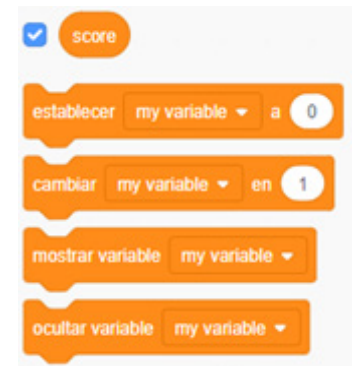 score
establecer my variable a 0
cambiar my variable en 1
mostrar variable my variable
ocultar variable my variable